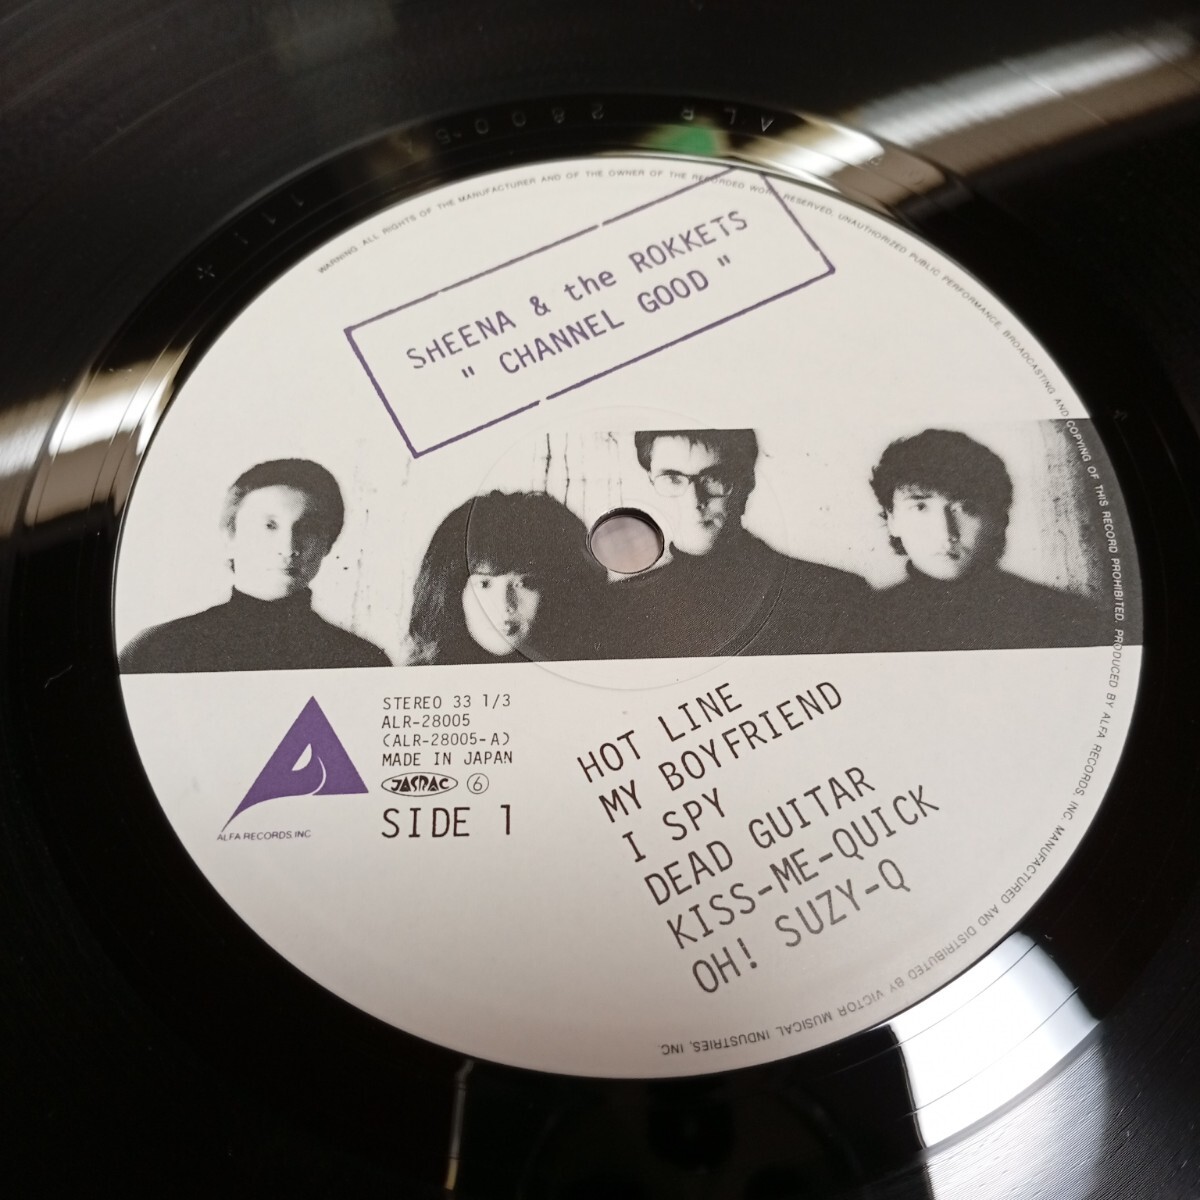 SHEENA & the ROKKETS
" CHANNEL GOOD "
WARNING. ALL RIGHTS OF THE MANUFACTURER AND OF THE OWNER OF THE RECORDED WORK RESERVED. UNAUTHORIZED PUBLIC PERFORMANCE, BROADCASTING AND COPYING OF THIS RECORD PROHIBITED. PRODUCED BY ALFA RECORDS, INC. MANUFACTURED AND DISTRIBUTED BY VICTOR MUSICAL INDUSTRIES, INC.
STEREO 33 1/3
ALR-28005
(ALR-28005-A)
MADE IN JAPAN
JASRAC 6
SIDE 1
ALFA RECORDS.INC
HOT LINE
MY BOYFRIEND
I SPY
DEAD GUITAR
KISS-ME-QUICK
OH! SUZY-Q